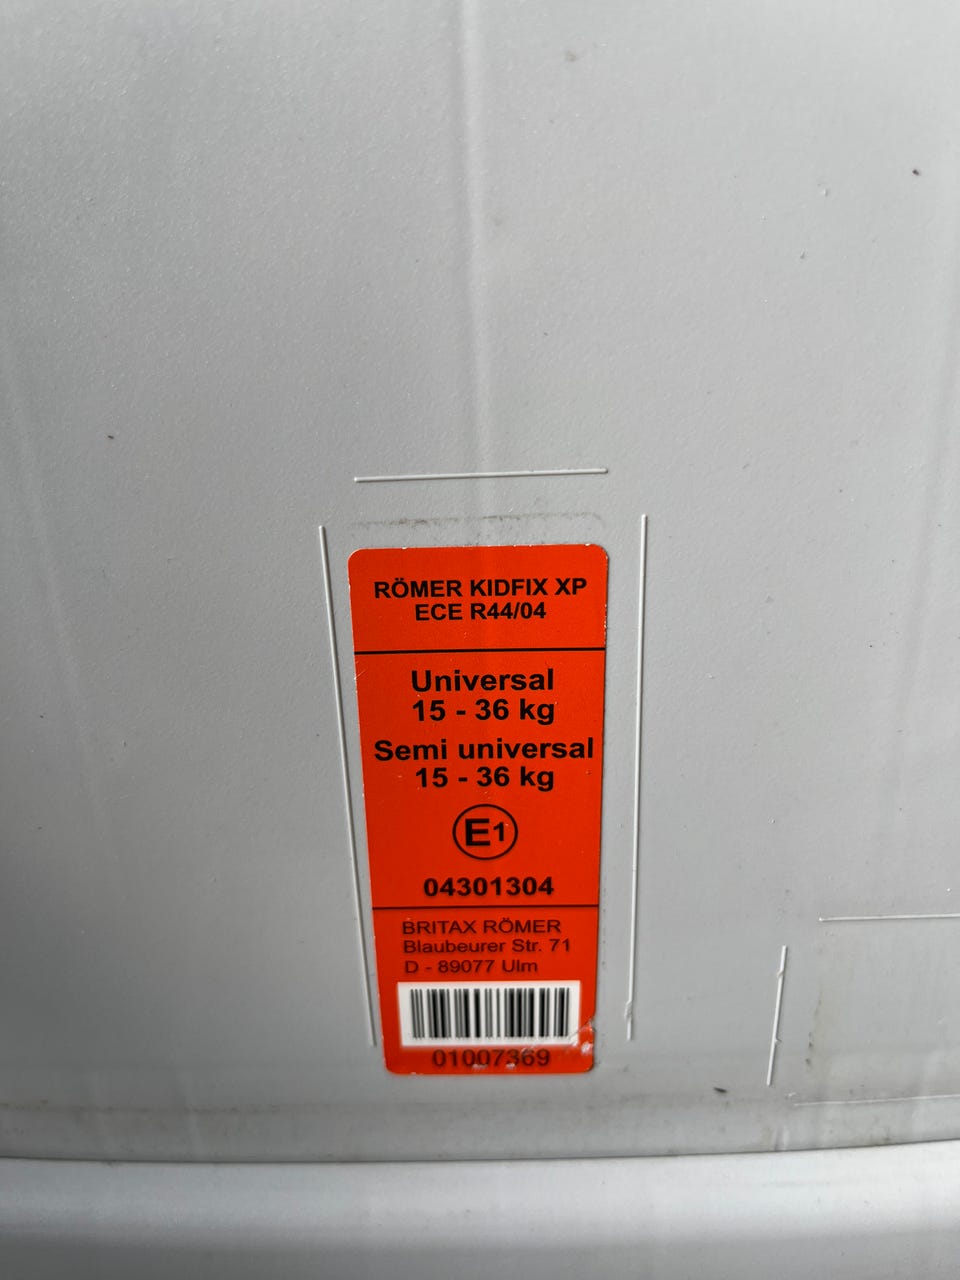 RÖMER KIDFIX XP
ECE R44/04
Universal
15 - 36 kg
Semi universal
15 - 36 kg
E1
04301304
BRITAX RÖMER
Blaubeurer Str. 71
D - 89077 Ulm
01007369